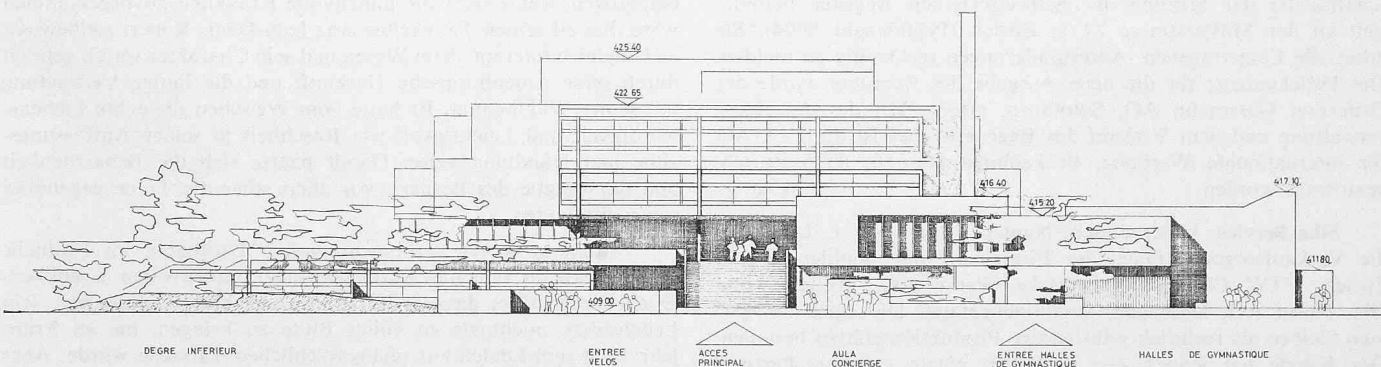 425.40
422.65
416.40
415.20
417.10
411.80
409.00
DEGRE INFERIEUR
ENTREE
VELOS
ACCES
PRINCIPAL
AULA
CONCIERGE
ENTREE HALLES
DE GYMNASTIQUE
HALLES DE GYMNASTIQUE